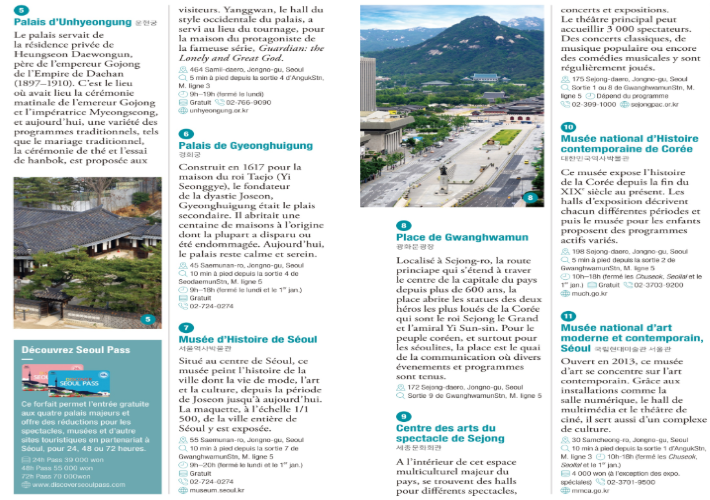 5
Palais d'Unhyeongung 운현궁
Le palais servait de
la résidence privée de
Heungseon Daewongun,
père de l'empereur Gojong
de l'Empire de Daehan
(1897–1910). C'est le lieu
où avait lieu la cérémonie
matinale de l'emereur Gojong
et l'impératrice Myeongseong,
et aujourd'hui, une variété des
programmes traditionnels, tels
que le mariage traditionnel,
la cérémonie de thé et l'essai
de hanbok, est proposée aux
5
Découvrez Seoul Pass
SEOUL PASS
Ce forfait permet l'entrée gratuite
aux quatre palais majeurs et
offre des réductions pour les
spectacles, musées et d'autre
sites touristiques en partenariat à
Séoul, pour 24, 48 ou 72 heures.
24h Pass 39 000 won
48h Pass 55 000 won
72h Pass 70 000won
www.discoverseoulpass.com
visiteurs. Yanggwan, le hall du
style occidentale du palais, a
servi au lieu du tournage, pour
la maison du protagoniste de
la fameuse série, Guardian: the
Lonely and Great God.
464 Samil-daero, Jongno-gu, Seoul
5 min à pied depuis la sortie 4 d'AngukStn,
M. ligne 3
9h–19h (fermé lundi)
Gratuit 02-766-9090
unhyeongung.or.kr
6
Palais de Gyeonghuigung
경희궁
Construit en 1617 pour la
maison du roi Taejo (Yi
Seonggye), le fondateur
de la dyastie Joseon,
Gyeonghuigung était le plais
secondaire. Il abritait une
centaine de maisons à l'origine
dont la plupart a disparu ou
été endommagée. Aujourd'hui,
le palais reste calme et serein.
45 Saemunan-ro, Jongno-gu, Seoul
10 min à pied depuis la sortie 4 de
SeodaemunStn, M. ligne 5
9h–18h (fermé le lundi et le 1er jan.)
Gratuit
02-724-0274
7
Musée d'Histoire de Séoul
서울역사박물관
Situé au centre de Séoul, ce
musée peint l'histoire de la
ville dont la vie de mode, l'art
et la culture, depuis la période
de Joseon jusqu'à aujourd'hui.
La maquette, à l'échelle 1/1
500, de la ville entière de
Séoul y est exposée.
55 Saemunan-ro, Jongno-gu, Seoul
10 min à pied depuis la sortie 7 de
GwanghwamunStn, M. ligne 5
9h–20h (fermé le lundi et le 1er jan.)
Gratuit
02-724-0274
museum.seoul.kr
8
8
Place de Gwanghwamun
광화문광장
Localisé à Sejong-ro, la route
principae qui s'étend à traver
le centre de la capitale du pays
depuis plus de 600 ans, la
place abrite les statues des deux
héros les plus loués de la Corée
qui sont le roi Sejong le Grand
et l'amiral Yi Sun-sin. Pour le
peuple coréen, et surtout pour
les séoulites, la place est le quai
de la communication où divers
évenements et programmes
sont tenus.
172 Sejong-daero, Jongno-gu, Seoul
Sortie 9 de GwanghwamunStn, M. ligne 5
9
Centre des arts du
spectacle de Sejong
세종문화회관
A l'intérieur de cet espace
multiculturel majeur du
pays, se trouvent des halls
pour différents spectacles,
concerts et expositions.
Le théâtre principal peut
accueillir 3 000 spectateurs.
Des concerts classiques, de
musique populaire ou encore
des comédies musicales y sont
régulièrement joués.
175 Sejong-daero, Jongno-gu, Seoul
Sortie 1 ou 8 de GwanghwamunStn, M.
ligne 5 Dépend du programme
02-399-1000 sejongpac.or.kr
10
Musée national d'Histoire
contemporaine de Corée
대한민국역사박물관
Ce musée expose l'histoire
de la Corée depuis la fin du
XIXe siècle au présent. Les
halls d'exposition décrivent
chacun différentes périodes et
puis le musée pour les enfants
proposent des programmes
actifs variés.
198 Sejong-daero, Jongno-gu, Seoul
5 min à pied depuis la sortie 2 de
GwanghwamunStn, M. ligne 5
10h–18h (fermé les Chuseok, Seollal et le
1er jan.) Gratuit 02-3703-9200
much.go.kr
11
Musée national d'art
moderne et contemporain,
Séoul 국립현대미술관 서울관
Ouvert en 2013, ce musée
d'art se concentre sur l'art
contemporain. Grâce aux
installations comme la
salle numérique, le hall de
multimédia et le théâtre de
ciné, il sert aussi d'un complexe
de culture.
30 Samcheong-ro, Jongno-gu, Seoul
10 min à pied depuis la sortie 1 d'AngukStn,
M. ligne 3 10h–18h (fermé les Chuseok,
Seollal et le 1er jan.)
4 000 won (à l'exception des expo.
spéciales) 02-3701-9500
mmca.go.kr